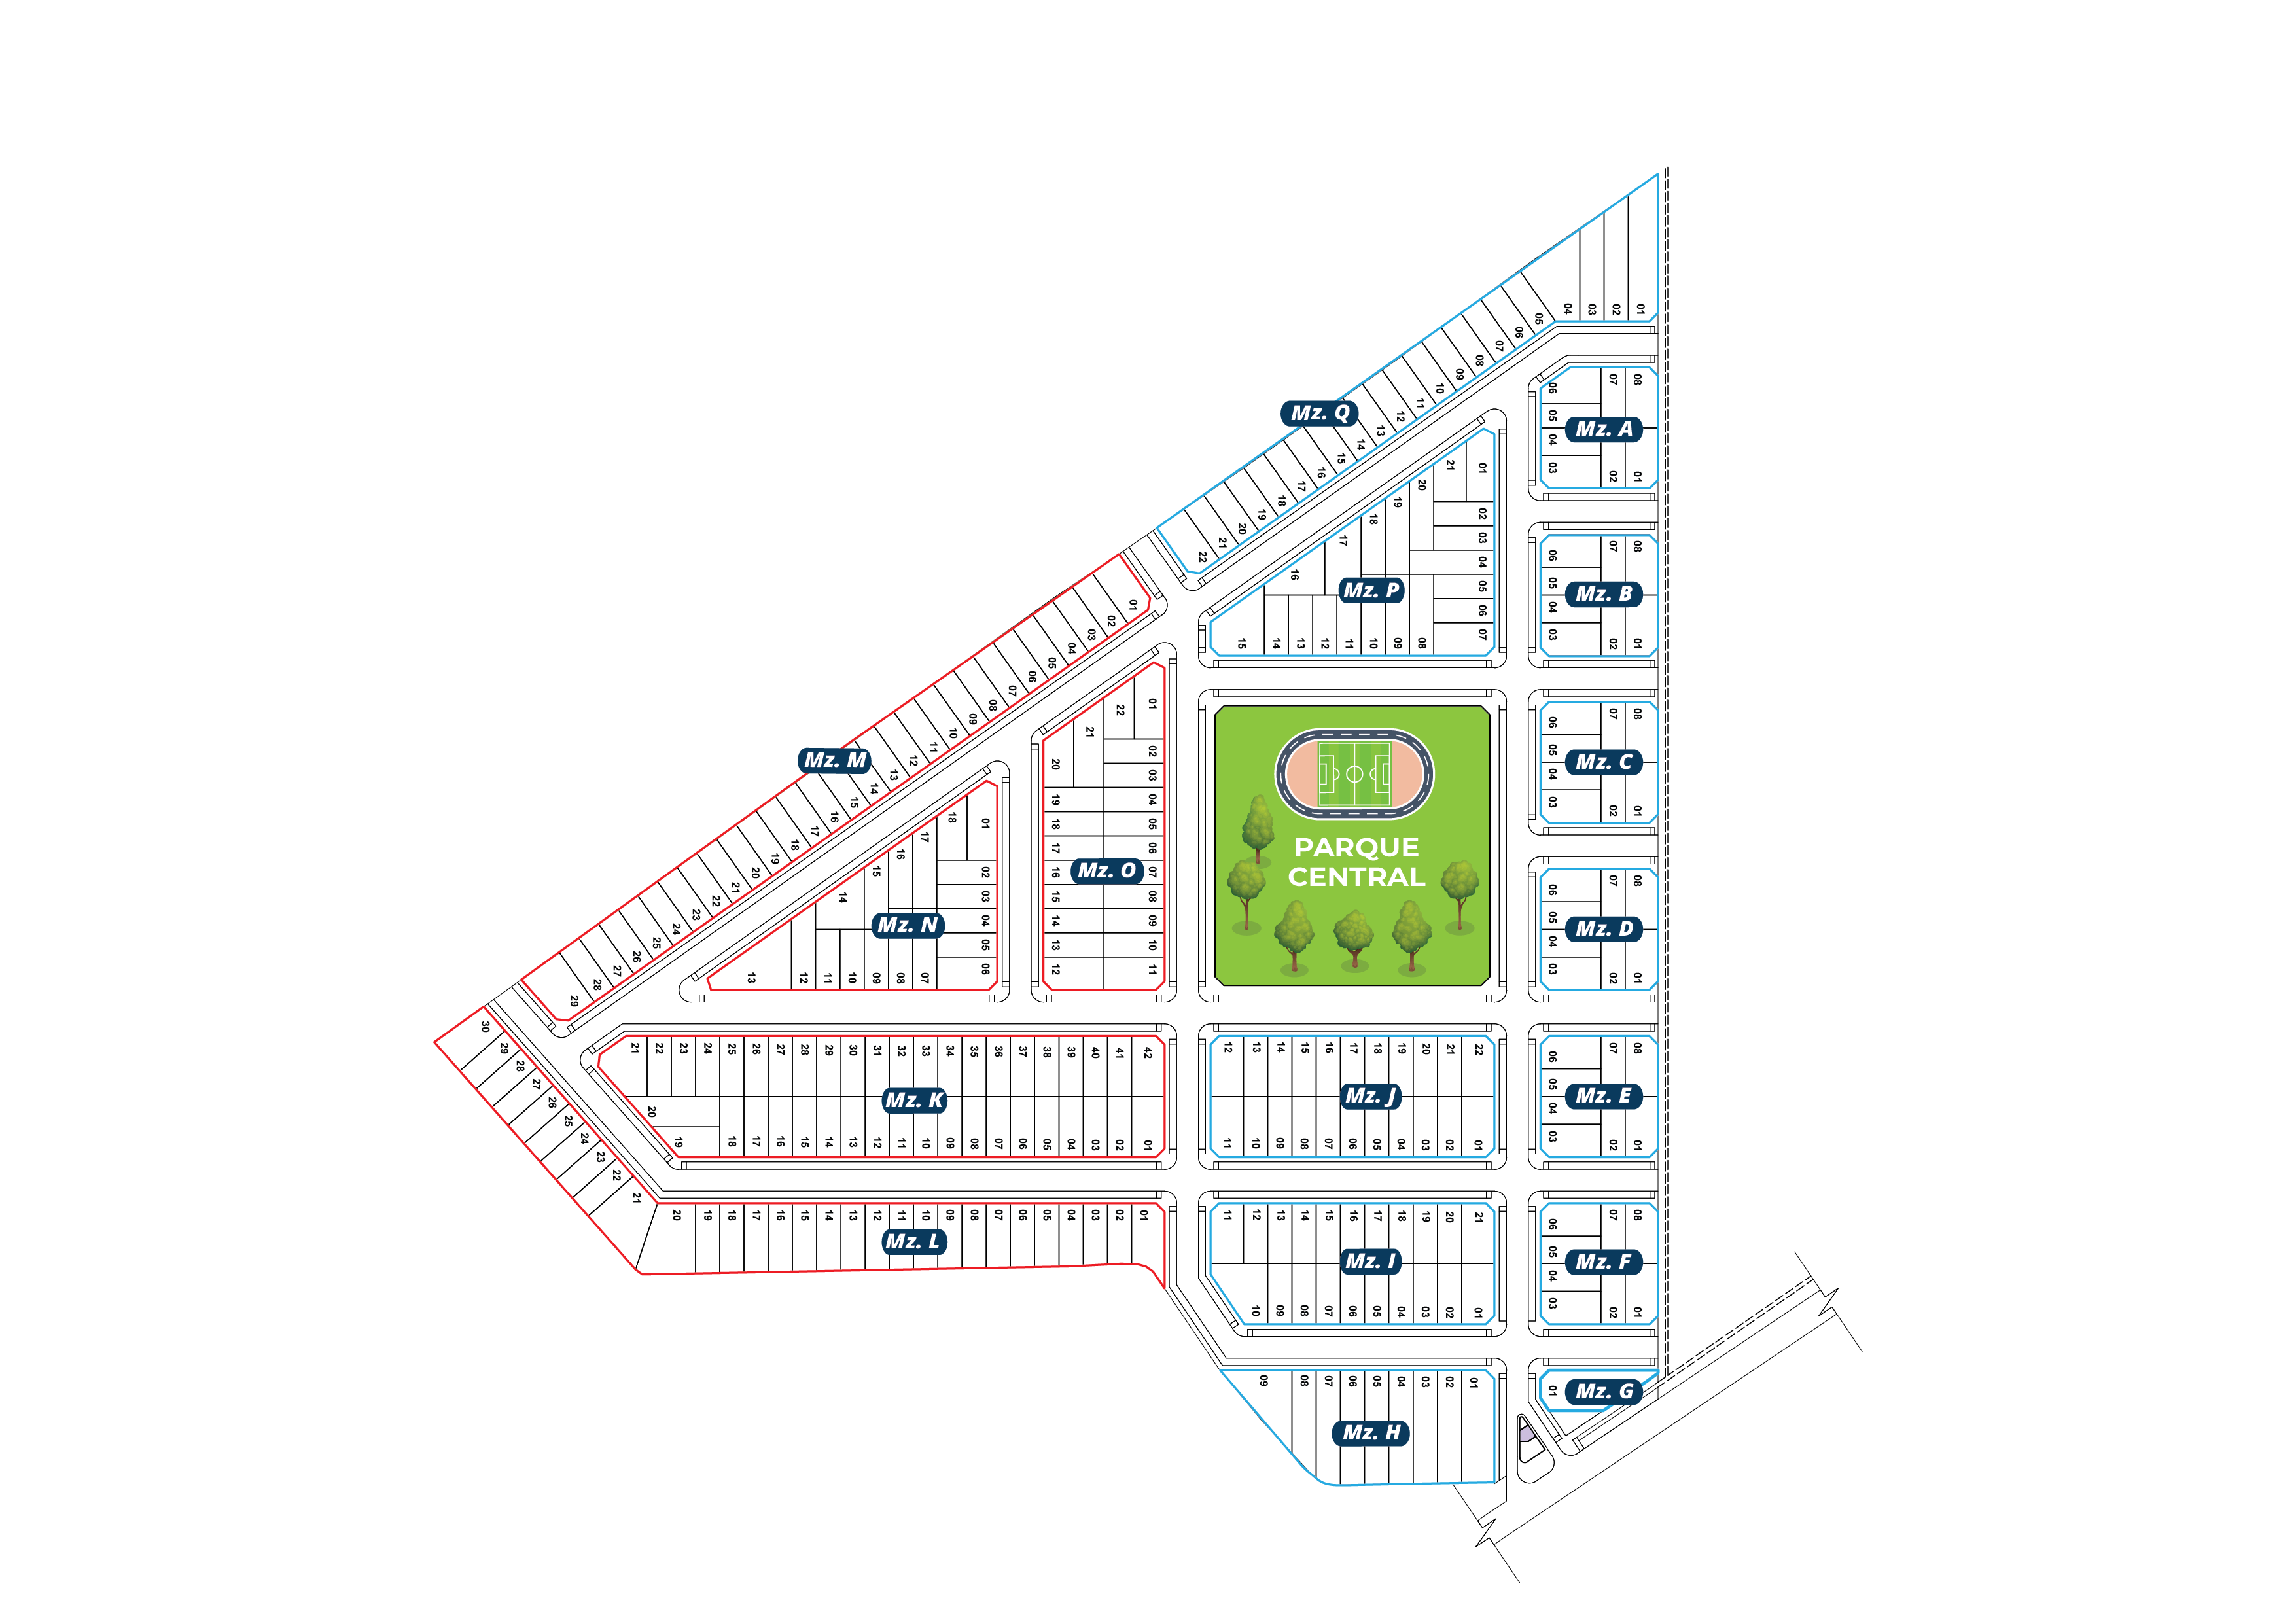 04 03 02 01
05
06
07
08
09
10
11
12
13
14
15
16
17
18
19
20
21
22
Mz. Q
06 07 08
05
04
03 02 01
Mz. A
06 07 08
05
04
03 02 01
Mz. B
06 07 08
05
04
03 02 01
Mz. C
06 07 08
05
04
03 02 01
Mz. D
06 07 08
05
04
03 02 01
Mz. E
06 07 08
05
04
03 02 01
Mz. F
01
Mz. G
21 01
20
19 02
18 03
17 04
16 05
06
07
15 14 13 12 11 10 09 08
Mz. P
PARQUE
CENTRAL
01
02
03
04
05
06
07
08
09
10
11
12
13
14
15
16
17
18
19
20
21
22
23
24
25
26
27
28
29
Mz. M
22 01
21 02
20 03
19 04
18 05
17 06
16 07
15 08
14 09
13 10
12 11
Mz. O
18 01
17
16
15 02
14 03
04
05
06
13 12 11 10 09 08 07
Mz. N
21 22 23 24 25 26 27 28 29 30 31 32 33 34 35 36 37 38 39 40 41 42
Mz. K
20
19 18 17 16 15 14 13 12 11 10 09 08 07 06 05 04 03 02 01
12 13 14 15 16 17 18 19 20 21 22
Mz. J
11 10 09 08 07 06 05 04 03 02 01
30
29
28
27
26
25
24
23
22
21
20 19 18 17 16 15 14 13 12 11 10 09 08 07 06 05 04 03 02 01
Mz. L
11 12 13 14 15 16 17 18 19 20 21
Mz. I
10 09 08 07 06 05 04 03 02 01
09 08 07 06 05 04 03 02 01
Mz. H